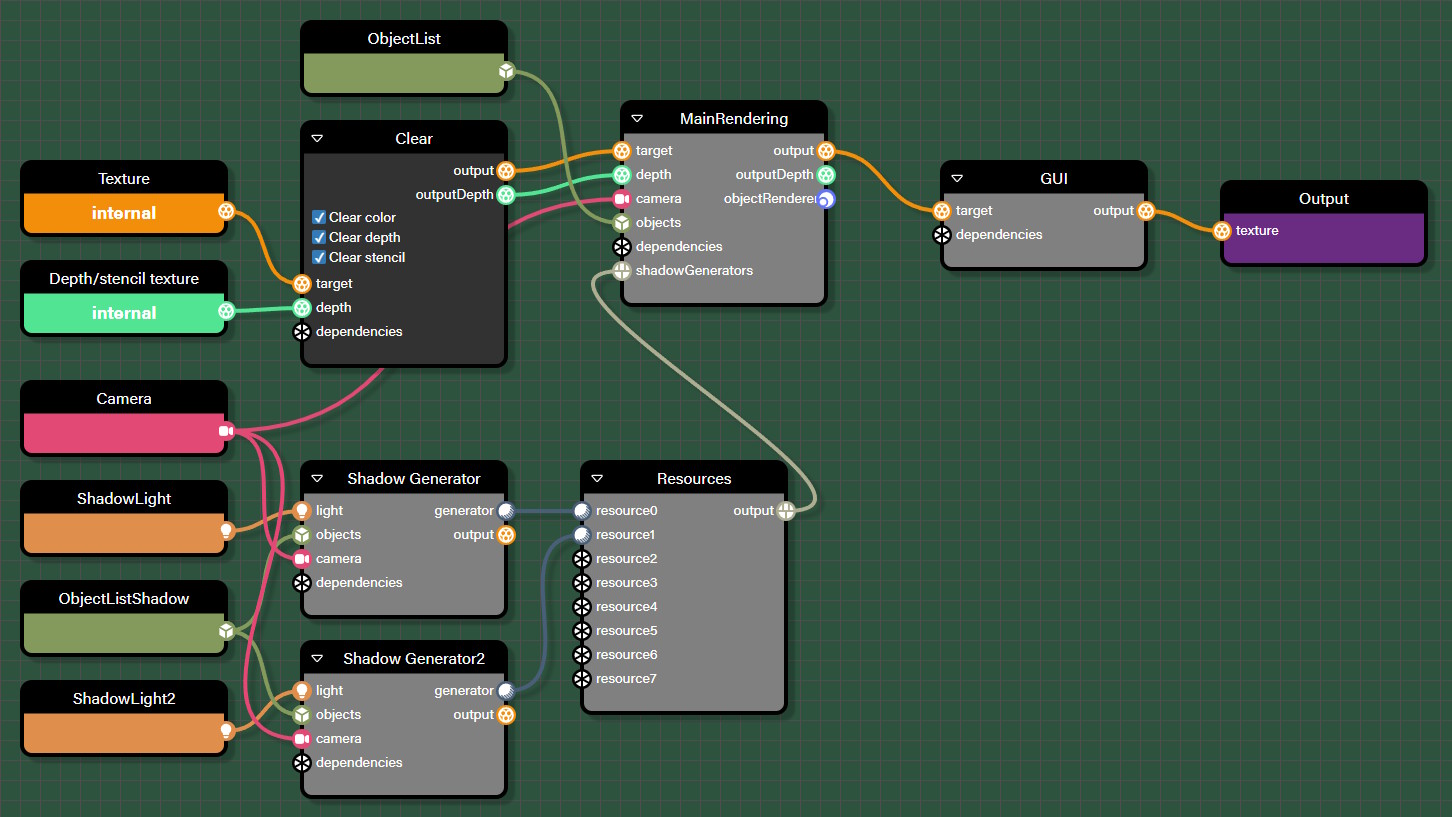 ObjectList
Clear
output
outputDepth
Clear color
Clear depth
Clear stencil
target
depth
dependencies
Texture
internal
Depth/stencil texture
internal
Camera
ShadowLight
ObjectListShadow
ShadowLight2
MainRendering
target output
depth outputDepth
camera objectRenderer
objects
dependencies
shadowGenerators
GUI
target output
dependencies
Output
texture
Shadow Generator
light generator
objects output
camera
dependencies
Shadow Generator2
light generator
objects output
camera
dependencies
Resources
resource0 output
resource1
resource2
resource3
resource4
resource5
resource6
resource7